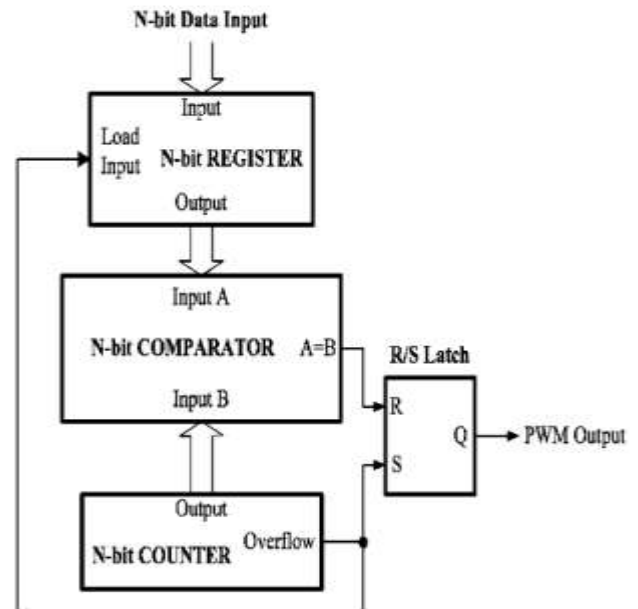 N-bit Data Input
Input
Load
Input
N-bit REGISTER
Output
Input A
N-bit COMPARATOR
A=B
Input B
R/S Latch
R
Q
PWM Output
S
Output
Overflow
N-bit COUNTER